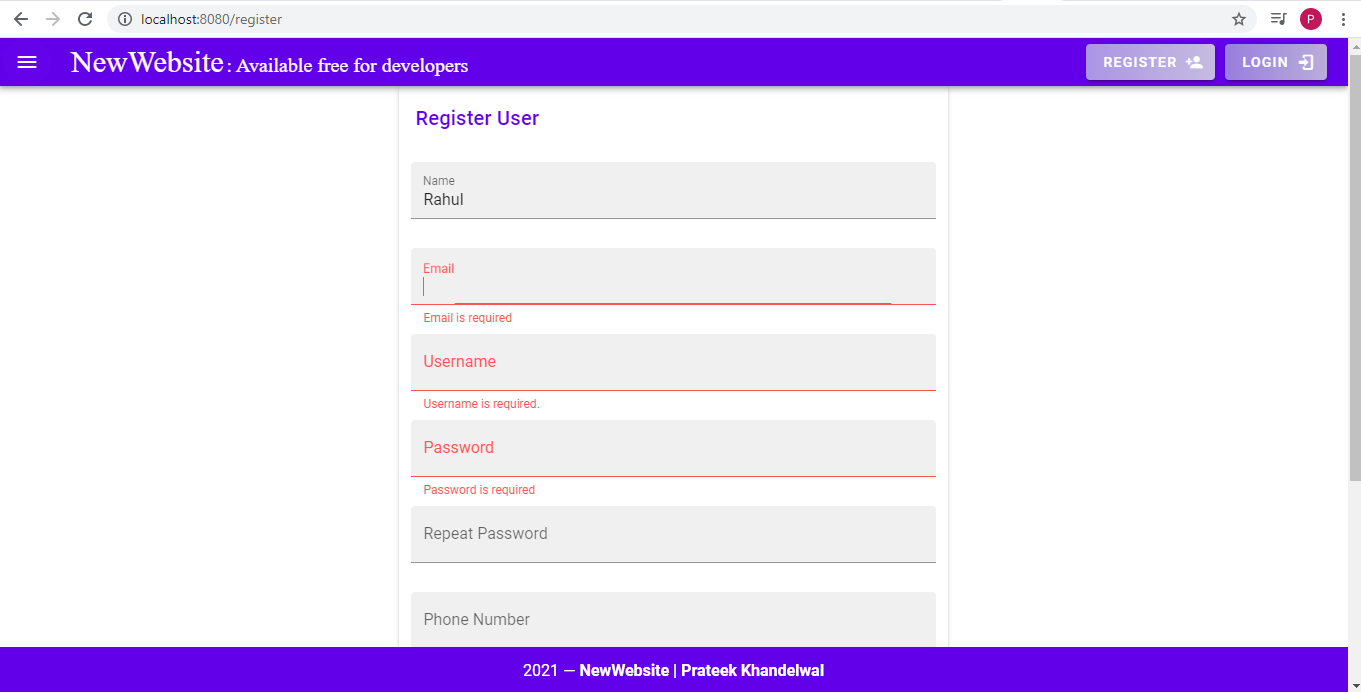 localhost:8080/register
P
NewWebsite : Available free for developers
REGISTER
LOGIN
Register User
Name
Rahul
Email
Email is required
Username
Username is required.
Password
Password is required
Repeat Password
Phone Number
2021 — NewWebsite | Prateek Khandelwal